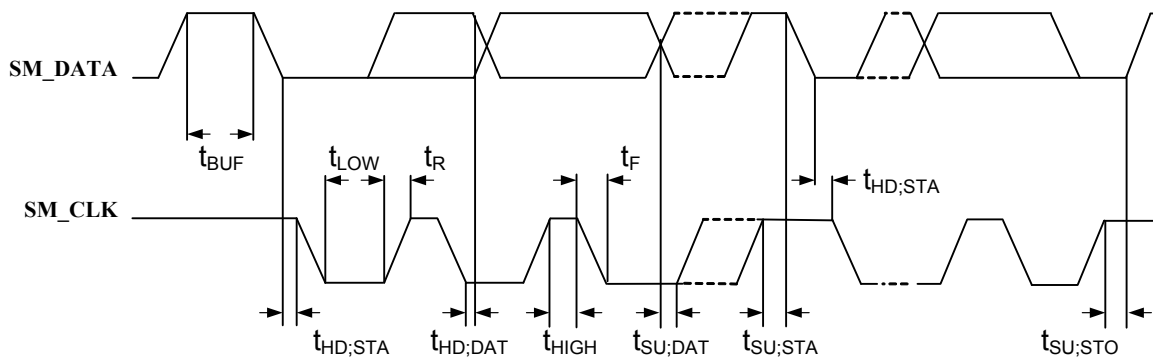 SM_DATA
tBUF
tLOW
tR
tF
tHD;STA
SM_CLK
tHD;STA
tHD;DAT
tHIGH
tSU;DAT
tSU;STA
tSU;STO